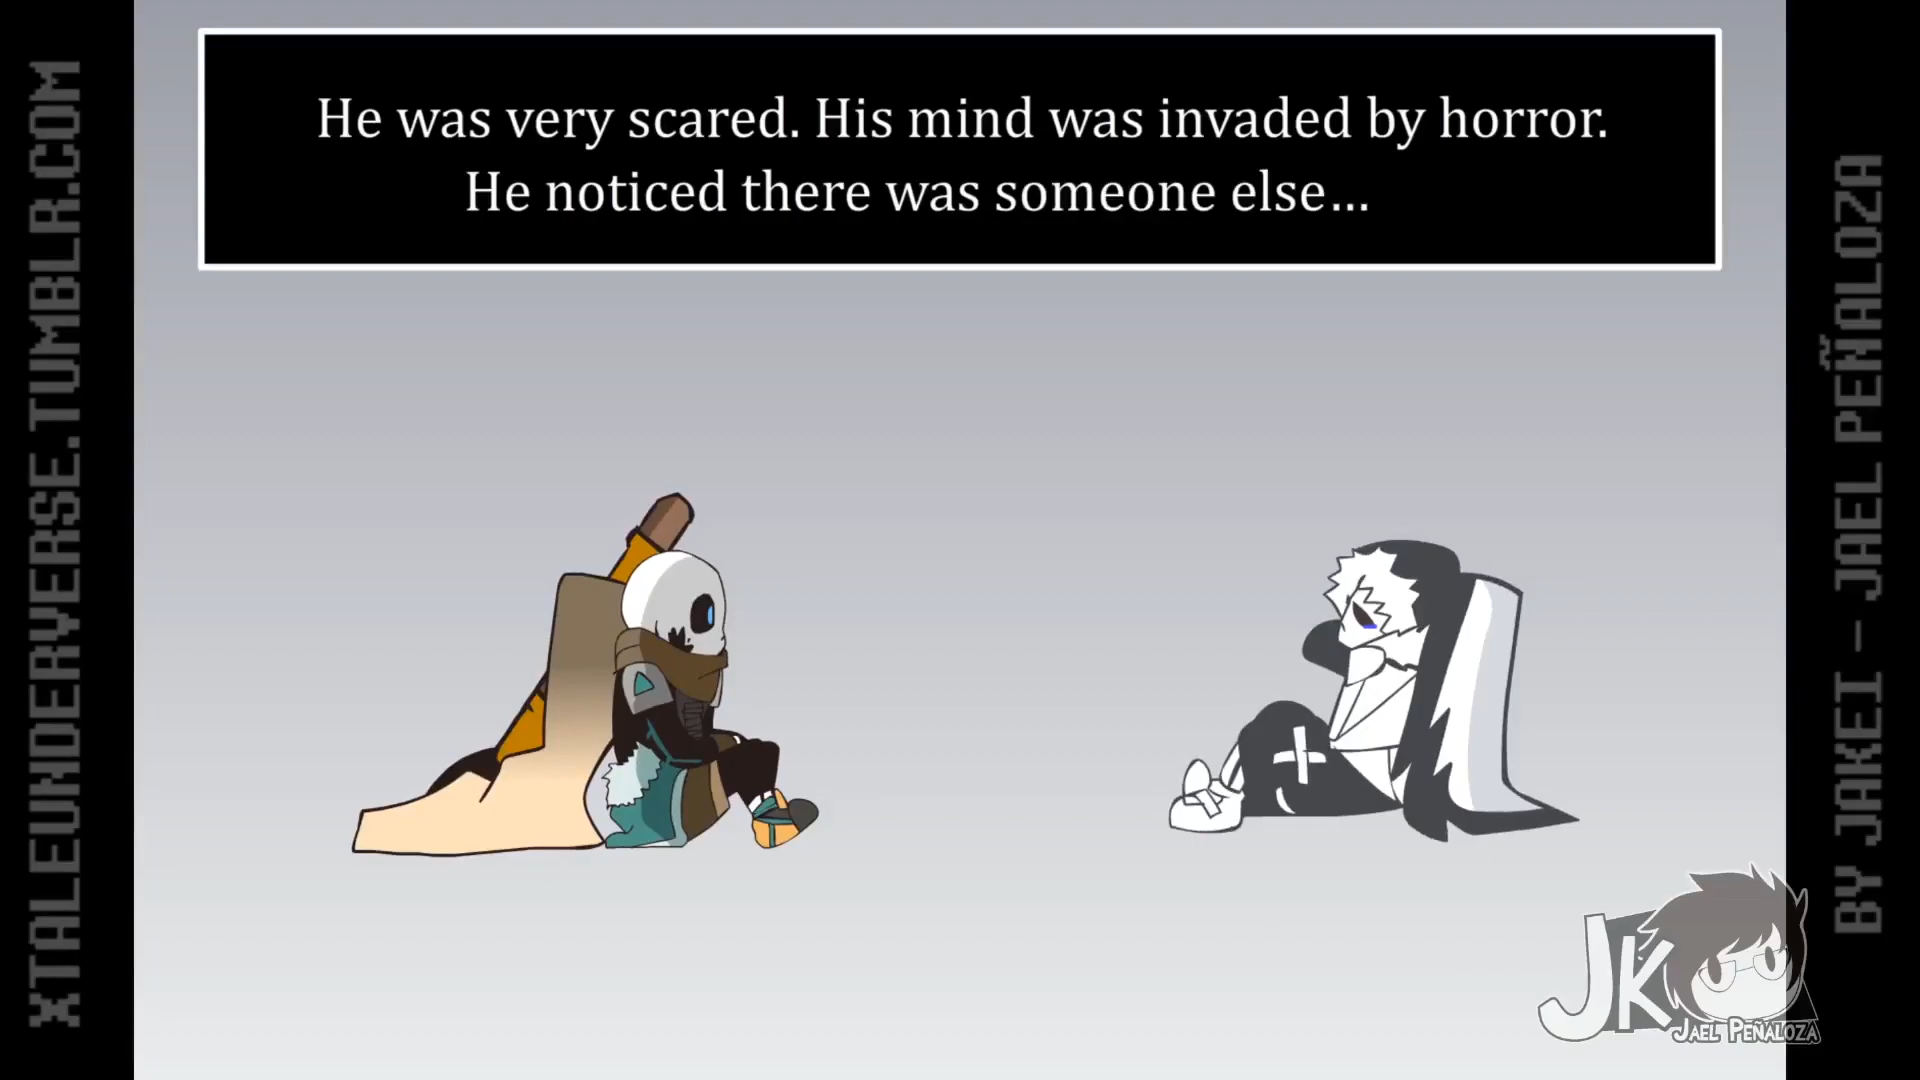 He was very scared. His mind was invaded by horror.
He noticed there was someone else...
XTALEUNDERVERSE.TUMBLR.COM
BY JAKEI - JAEL PEÑALOZA
JK
JAEL PEÑALOZA